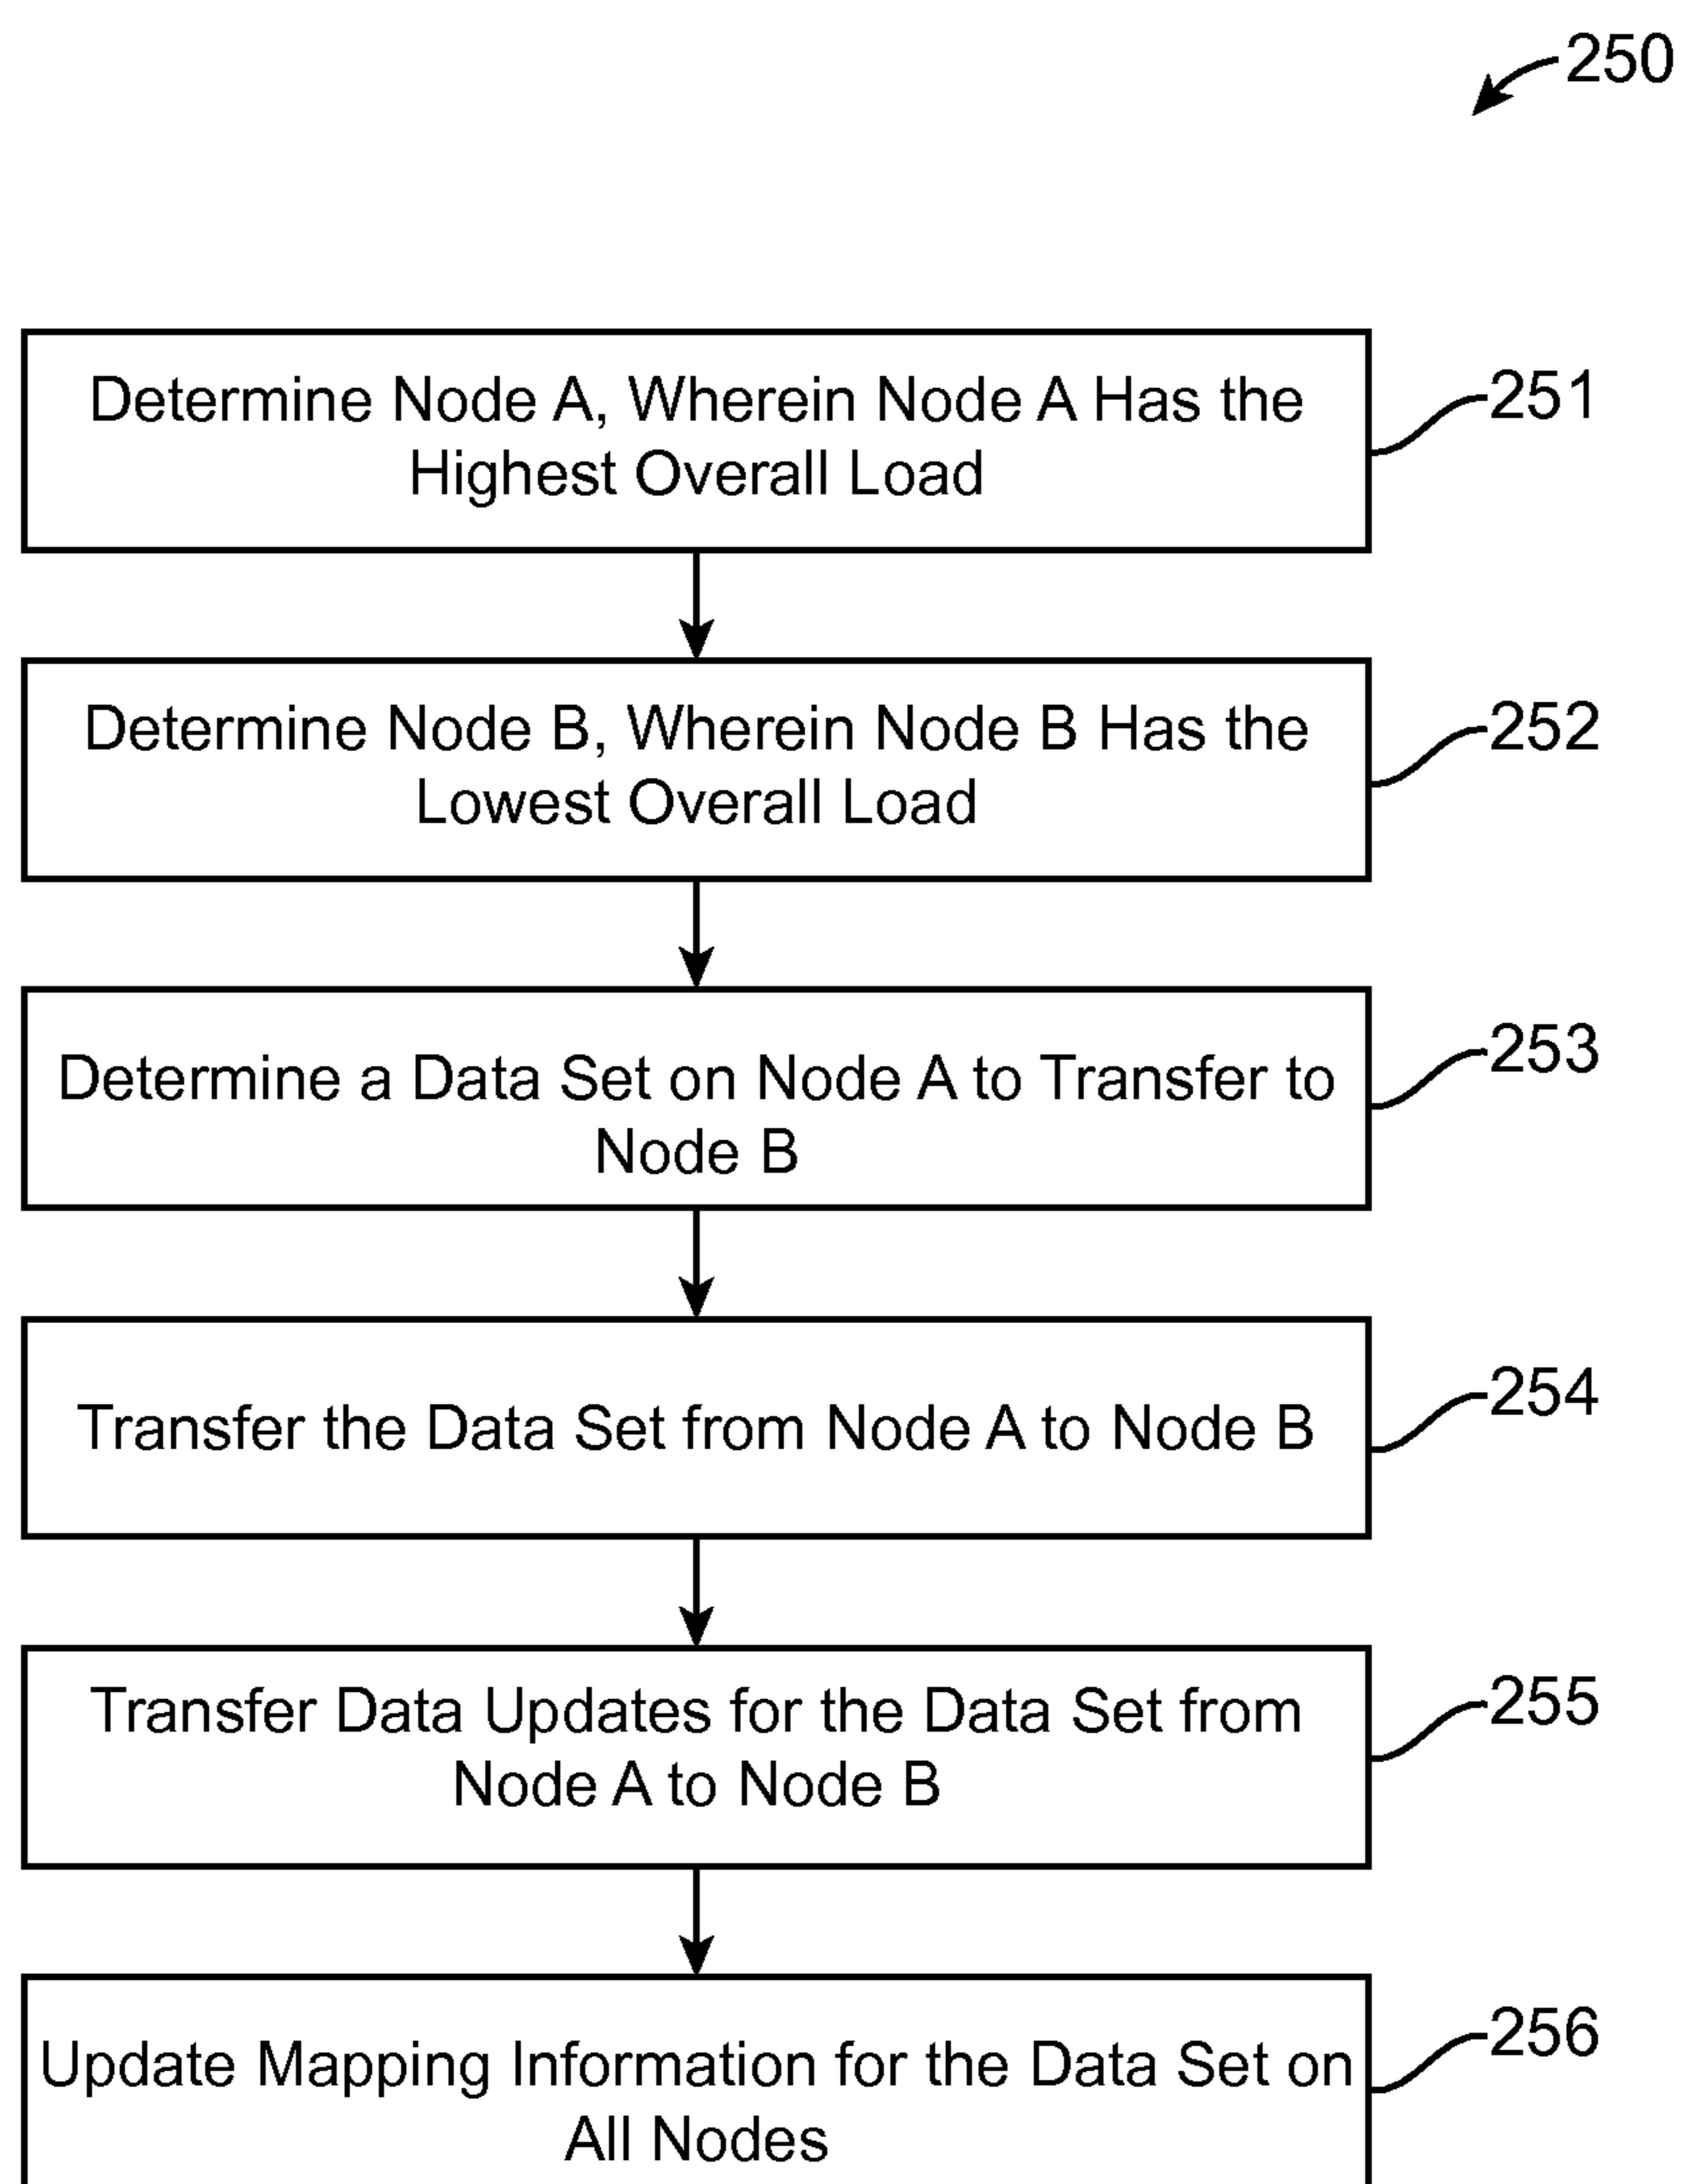 250
Determine Node A, Wherein Node A Has the
Highest Overall Load
251
Determine Node B, Wherein Node B Has the
Lowest Overall Load
252
Determine a Data Set on Node A to Transfer to
Node B
253
Transfer the Data Set from Node A to Node B
254
Transfer Data Updates for the Data Set from
Node A to Node B
255
Update Mapping Information for the Data Set on
All Nodes
256